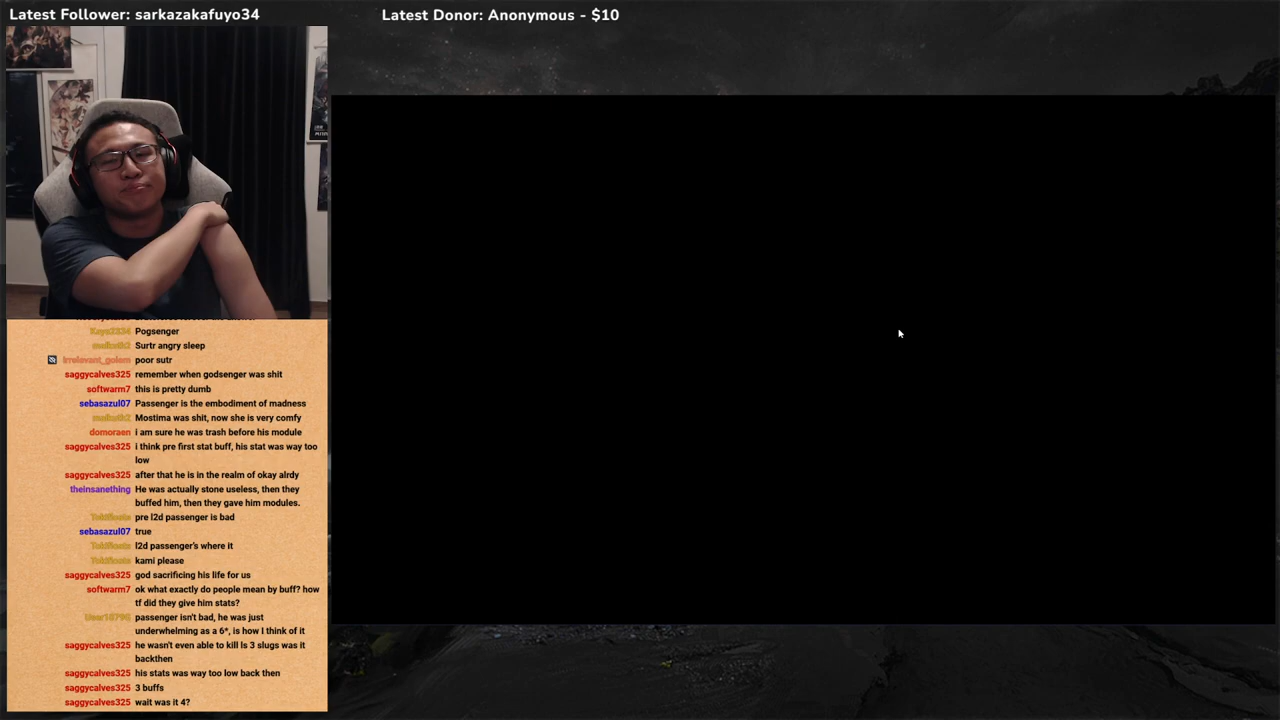 Latest Follower: sarkazakafuyo34
Latest Donor: Anonymous - $10
Pogsenger
Surtr angry sleep
irrelevant_golem poor sutr
saggycalves325 remember when godsenger was shit
softwarm7 this is pretty dumb
sebasazul07 Passenger is the embodiment of madness
Mostima was shit, now she is very comfy
domoraen i am sure he was trash before his module
saggycalves325 i think pre first stat buff, his stat was way too
low
saggycalves325 after that he is in the realm of okay alrdy
theinsanething He was actually stone useless, then they
buffed him, then they gave him modules.
pre l2d passenger is bad
sebasazul07 true
l2d passenger's where it
kami please
saggycalves325 god sacrificing his life for us
softwarm7 ok what exactly do people mean by buff? how
tf did they give him stats?
passenger isn't bad, he was just
underwhelming as a 6*, is how I think of it
saggycalves325 he wasn't even able to kill ls 3 slugs was it
backthen
saggycalves325 his stats was way too low back then
saggycalves325 3 buffs
saggycalves325 wait was it 4?